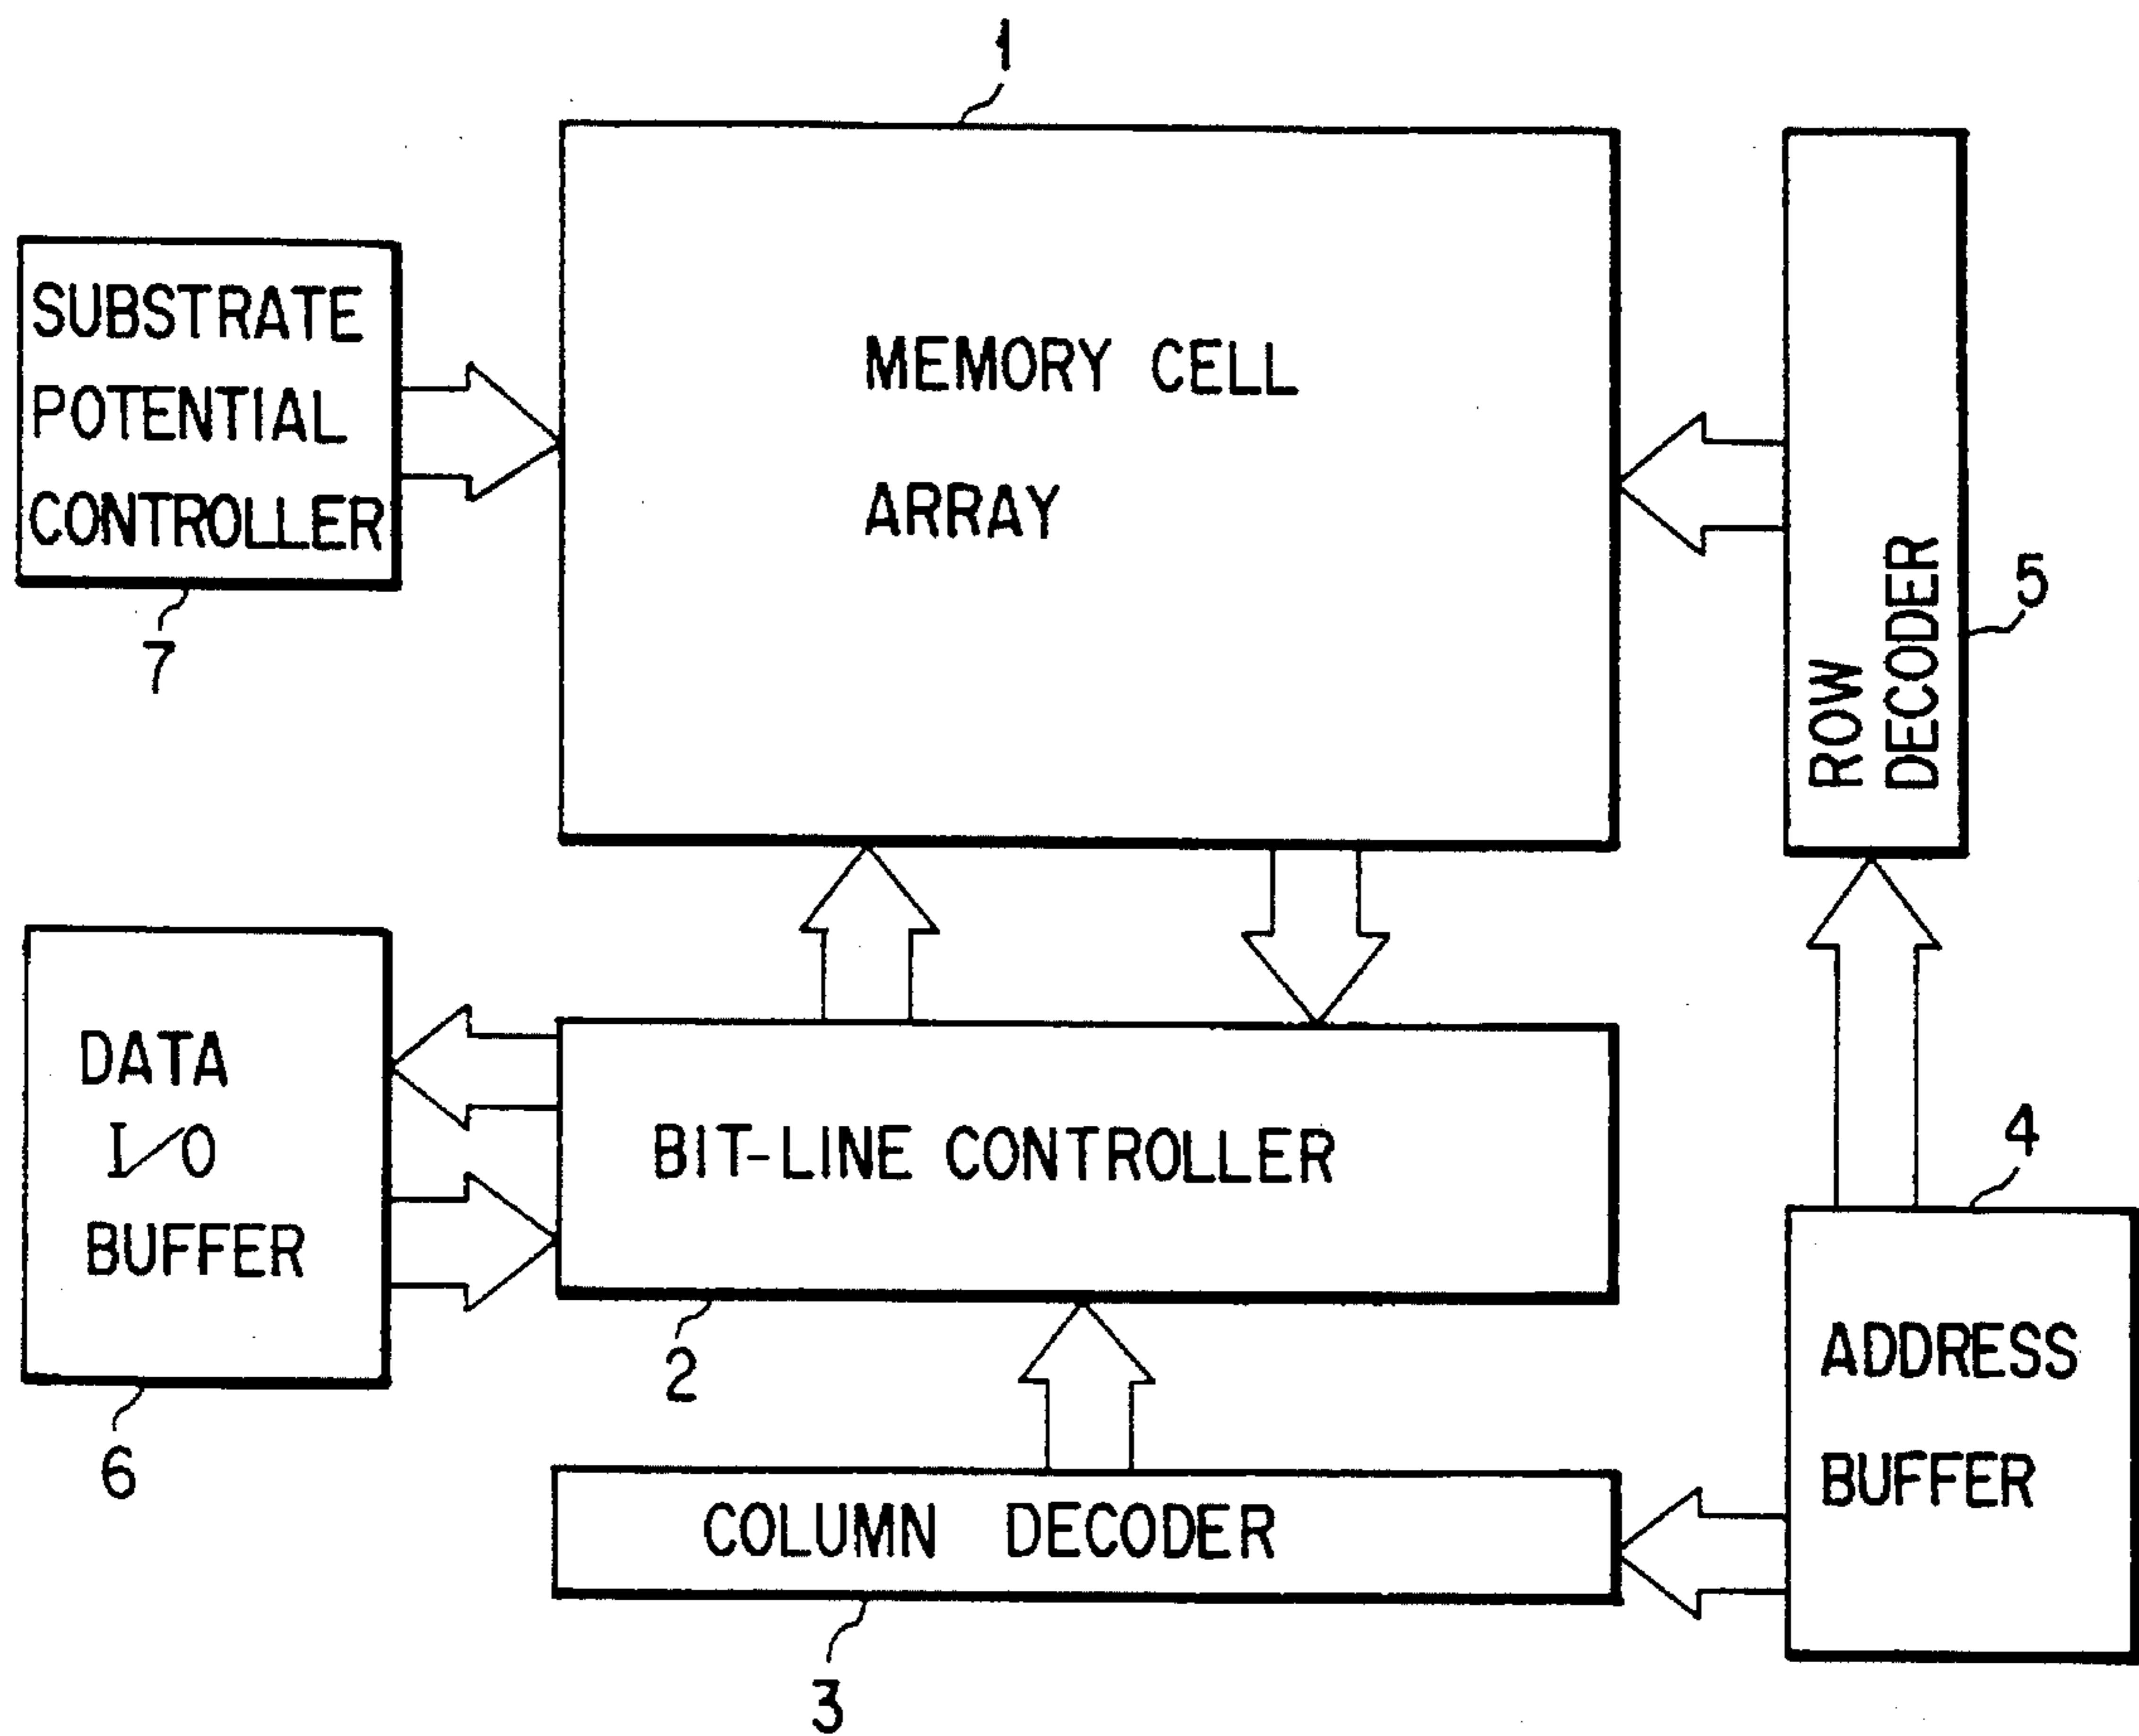 1
SUBSTRATE
POTENTIAL
CONTROLLER
7
MEMORY CELL
ARRAY
ROW
DECODER
5
DATA
I/O
BUFFER
6
BIT-LINE CONTROLLER
2
4
ADDRESS
BUFFER
COLUMN DECODER
3